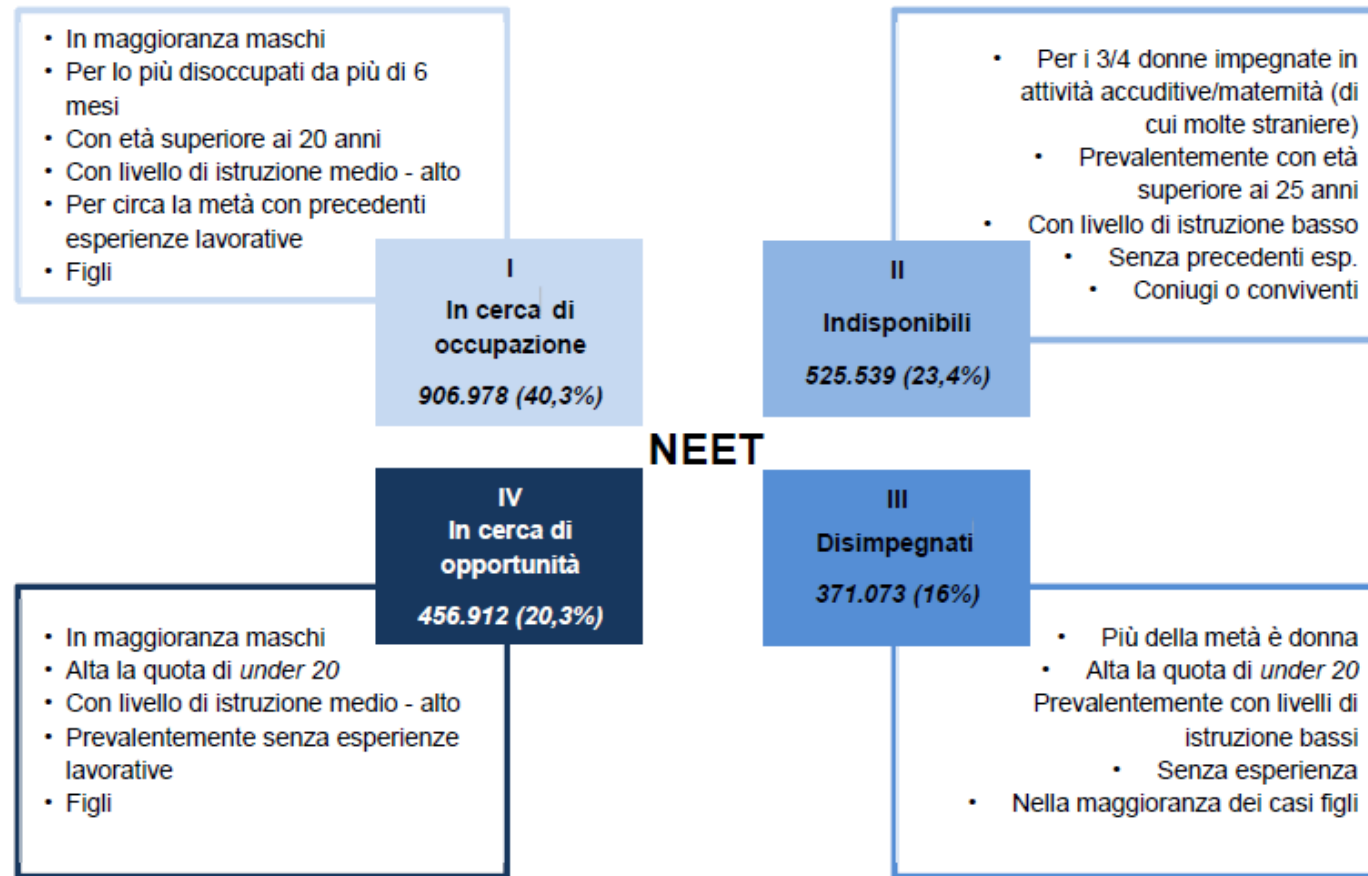 • In maggioranza maschi
• Per lo più disoccupati da più di 6
mesi
• Con età superiore ai 20 anni
• Con livello di istruzione medio - alto
• Per circa la metà con precedenti
esperienze lavorative
• Figli
I
In cerca di
occupazione
906.978 (40,3%)
• Per i 3/4 donne impegnate in
attività accuditive/maternità (di
cui molte straniere)
• Prevalentemente con età
superiore ai 25 anni
• Con livello di istruzione basso
• Senza precedenti esp.
• Coniugi o conviventi
II
Indisponibili
525.539 (23,4%)
NEET
IV
In cerca di
opportunità
456.912 (20,3%)
• In maggioranza maschi
• Alta la quota di under 20
• Con livello di istruzione medio - alto
• Prevalentemente senza esperienze
lavorative
• Figli
III
Disimpegnati
371.073 (16%)
• Più della metà è donna
• Alta la quota di under 20
Prevalentemente con livelli di
istruzione bassi
• Senza esperienza
• Nella maggioranza dei casi figli